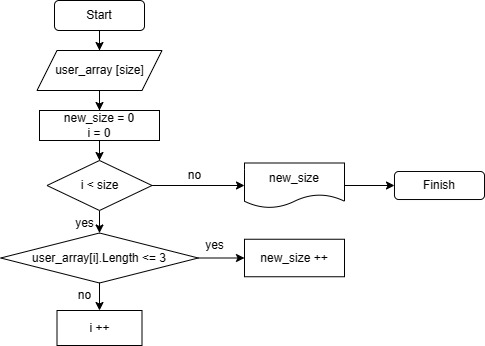 Start
user_array [size]
new_size = 0
i = 0
i < size
no
new_size
Finish
yes
user_array[i].Length <= 3
yes
new_size ++
no
i ++